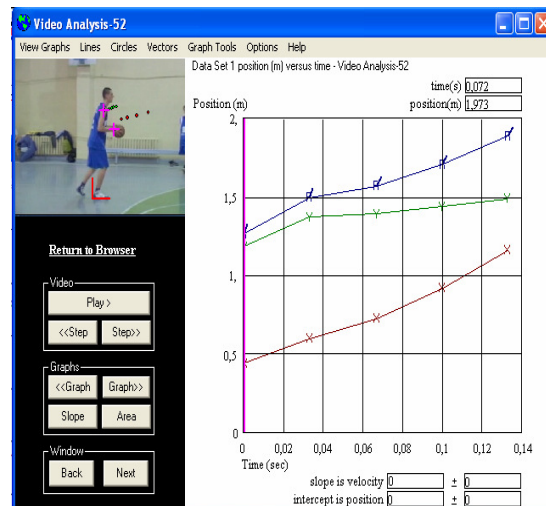 Video Analysis-52
View Graphs Lines Circles Vectors Graph Tools Options Help
Data Set 1 position (m) versus time - Video Analysis-52
time(s) 0,072
Position (m) position(m) 1,973
2,
1,5
1,
0,5
0
0 0,02 0,04 0,06 0,08 0,1 0,12 0,14
Time (sec)
slope is velocity 0 ± 0
intercept is position 0 ± 0
Return to Browser
Video
Play >
<<Step Step>>
Graphs
<<Graph Graph>>
Slope Area
Window
Back Next